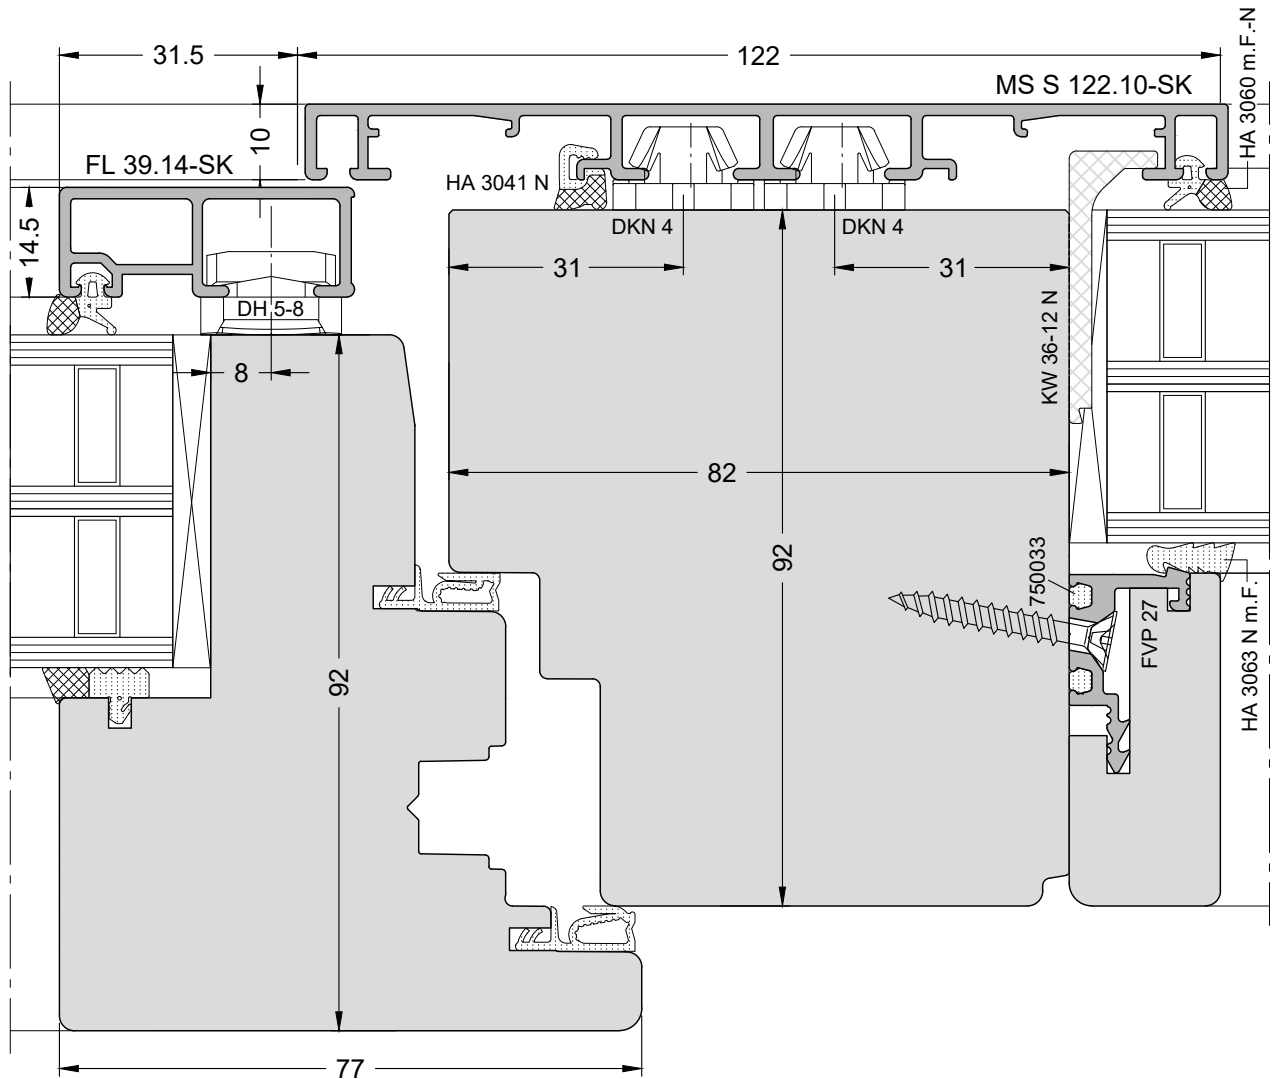 31.5
122
MS S 122.10-SK
HA 3060 m.F.-N
10
FL 39.14-SK
HA 3041 N
14.5
DKN 4
DKN 4
31
31
DH 5-8
KW 36-12 N
8
82
92
750033
FVP 27
92
HA 3063 N m.F.
77